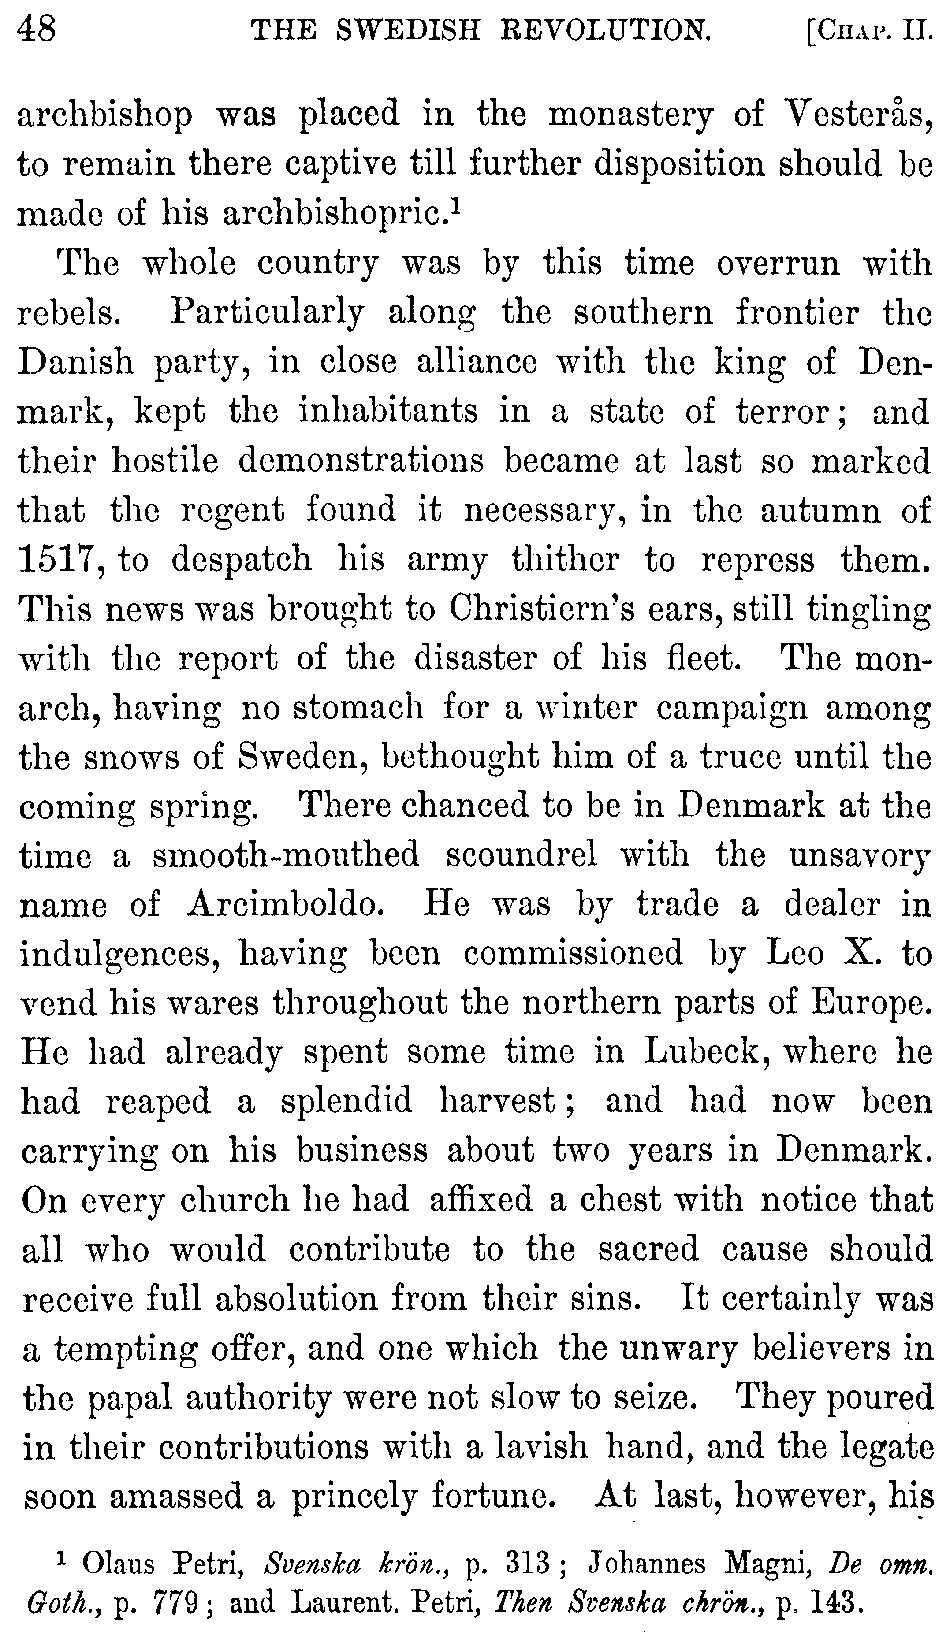 48 THE SWEDISH REVOLUTION. [CHAP. II.
archbishop was placed in the monastery of Vesterås,
to remain there captive till further disposition should be
made of his archbishopric.¹
The whole country was by this time overrun with
rebels. Particularly along the southern frontier the
Danish party, in close alliance with the king of Den-
mark, kept the inhabitants in a state of terror; and
their hostile demonstrations became at last so marked
that the regent found it necessary, in the autumn of
1517, to despatch his army thither to repress them.
This news was brought to Christiern's ears, still tingling
with the report of the disaster of his fleet. The mon-
arch, having no stomach for a winter campaign among
the snows of Sweden, bethought him of a truce until the
coming spring. There chanced to be in Denmark at the
time a smooth-mouthed scoundrel with the unsavory
name of Arcimboldo. He was by trade a dealer in
indulgences, having been commissioned by Leo X. to
vend his wares throughout the northern parts of Europe.
He had already spent some time in Lubeck, where he
had reaped a splendid harvest; and had now been
carrying on his business about two years in Denmark.
On every church he had affixed a chest with notice that
all who would contribute to the sacred cause should
receive full absolution from their sins. It certainly was
a tempting offer, and one which the unwary believers in
the papal authority were not slow to seize. They poured
in their contributions with a lavish hand, and the legate
soon amassed a princely fortune. At last, however, his
¹ Olaus Petri, Svenska krön., p. 313; Johannes Magni, De omn.
Goth., p. 779; and Laurent. Petri, Then Svenska chrön., p. 143.